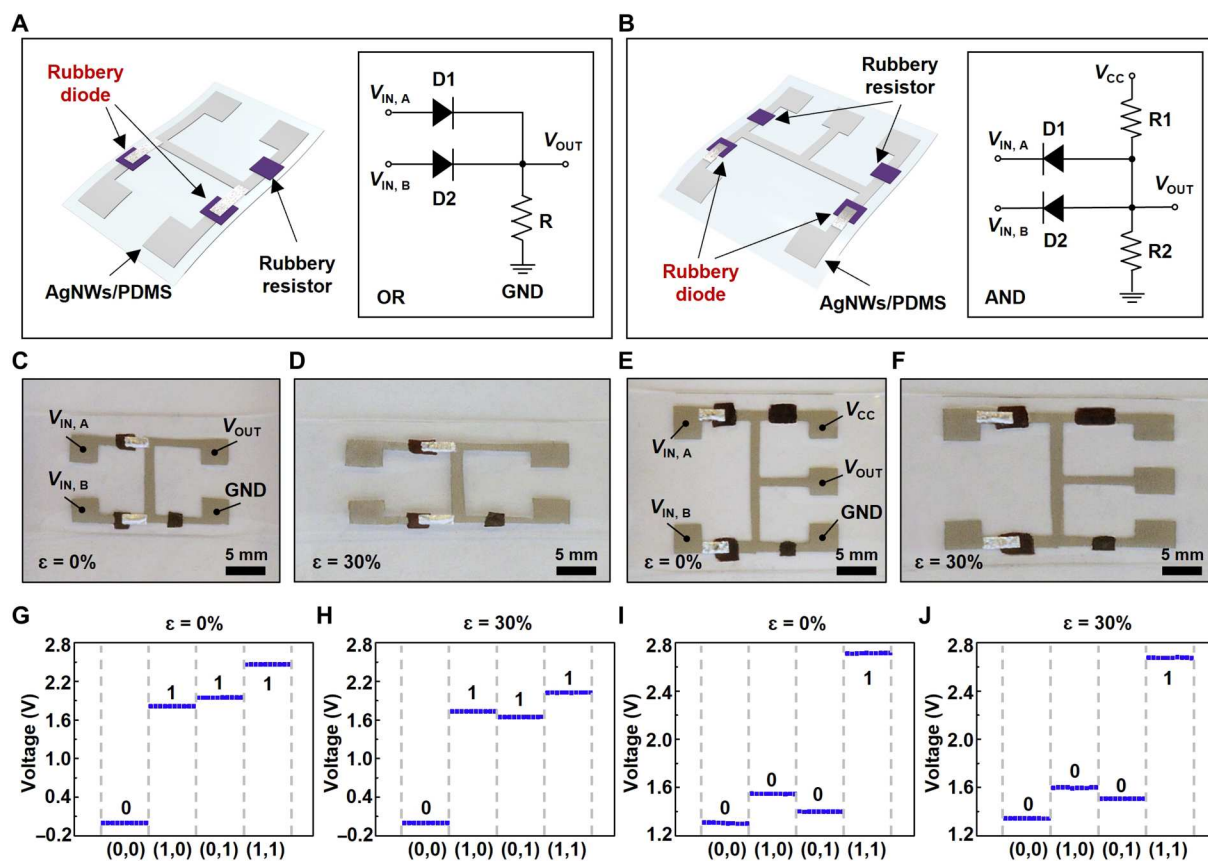 A
Rubbery
diode
AgNWs/PDMS
Rubbery
resistor
V_IN, A
D1
V_OUT
V_IN, B
D2
R
OR
GND
B
Rubbery
resistor
Rubbery
diode
AgNWs/PDMS
V_CC
R1
D1
V_IN, A
V_OUT
V_IN, B
D2
R2
AND
C
V_IN, A
V_OUT
V_IN, B
GND
ε = 0%
5 mm
D
ε = 30%
5 mm
E
V_IN, A
V_CC
V_OUT
V_IN, B
GND
ε = 0%
5 mm
F
ε = 30%
5 mm
G
ε = 0%
Voltage (V)
2.8
2.2
1.6
1.0
0.4
–0.2
0
1
1
1
(0,0) (1,0) (0,1) (1,1)
H
ε = 30%
Voltage (V)
2.8
2.2
1.6
1.0
0.4
–0.2
0
1
1
1
(0,0) (1,0) (0,1) (1,1)
I
ε = 0%
Voltage (V)
2.8
2.4
2.0
1.6
1.2
0
0
0
1
(0,0) (1,0) (0,1) (1,1)
J
ε = 30%
Voltage (V)
2.8
2.4
2.0
1.6
1.2
0
0
0
1
(0,0) (1,0) (0,1) (1,1)